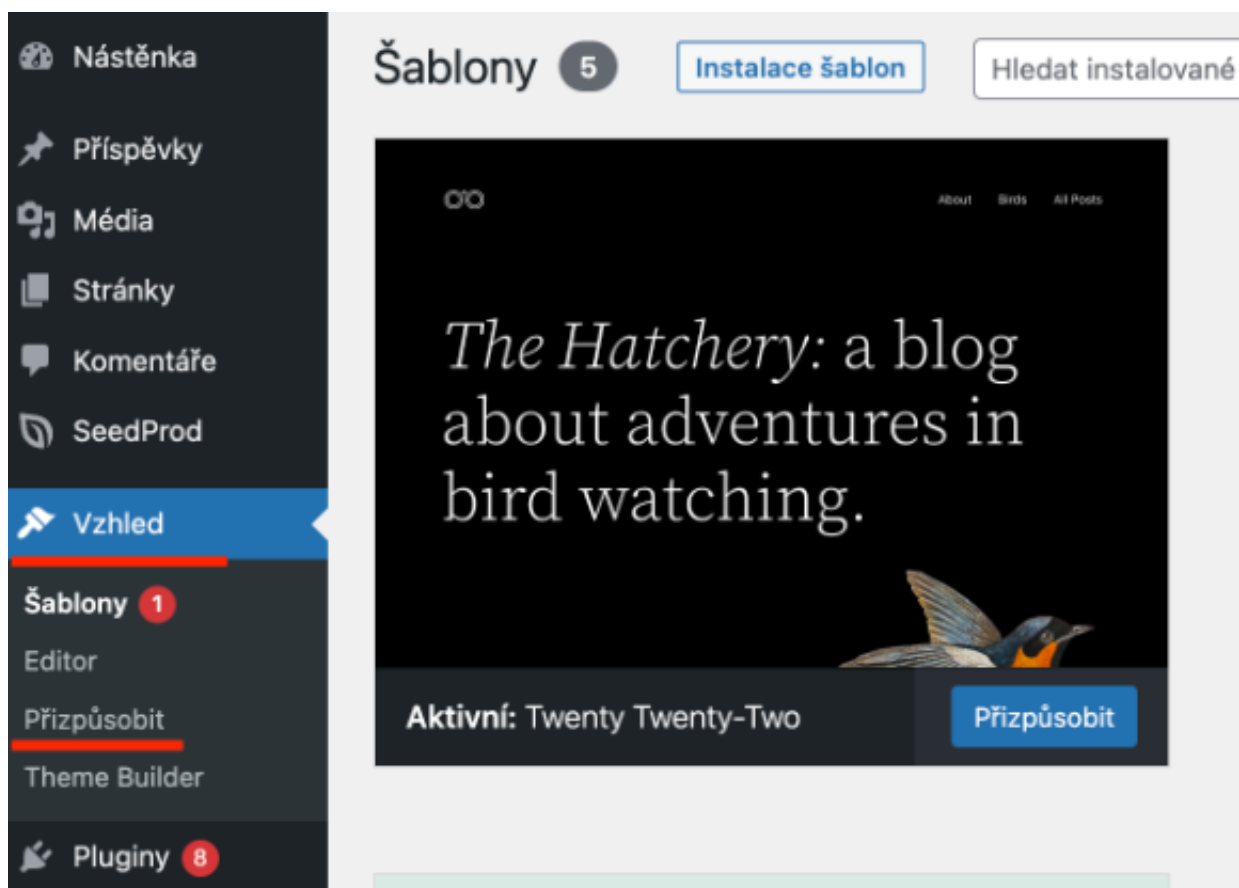 Nástěnka
Příspěvky
Média
Stránky
Komentáře
SeedProd
Vzhled
Šablony 1
Editor
Přizpůsobit
Theme Builder
Pluginy 8
Šablony 5
Instalace šablon
Hledat instalované
About Birds All Posts
The Hatchery: a blog
about adventures in
bird watching.
Aktivní: Twenty Twenty-Two
Přizpůsobit